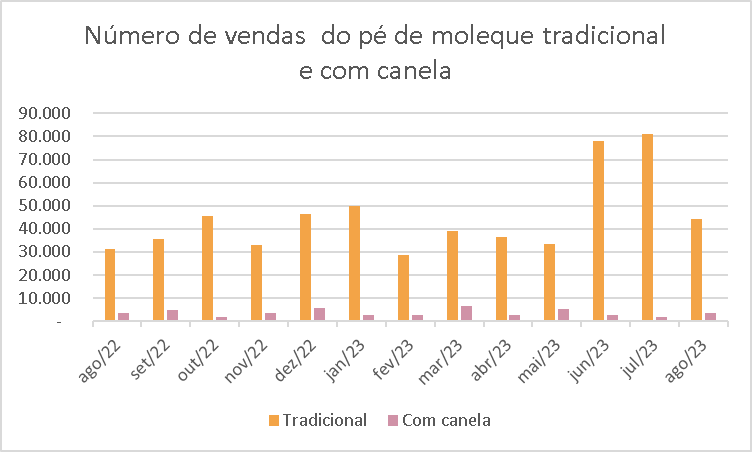 Número de vendas  do pé de moleque tradicional
e com canela
90.000
80.000
70.000
60.000
50.000
40.000
30.000
20.000
10.000
-
ago/22
set/22
out/22
nov/22
dez/22
jan/23
fev/23
mar/23
abr/23
mai/23
jun/23
jul/23
ago/23
Tradicional
Com canela